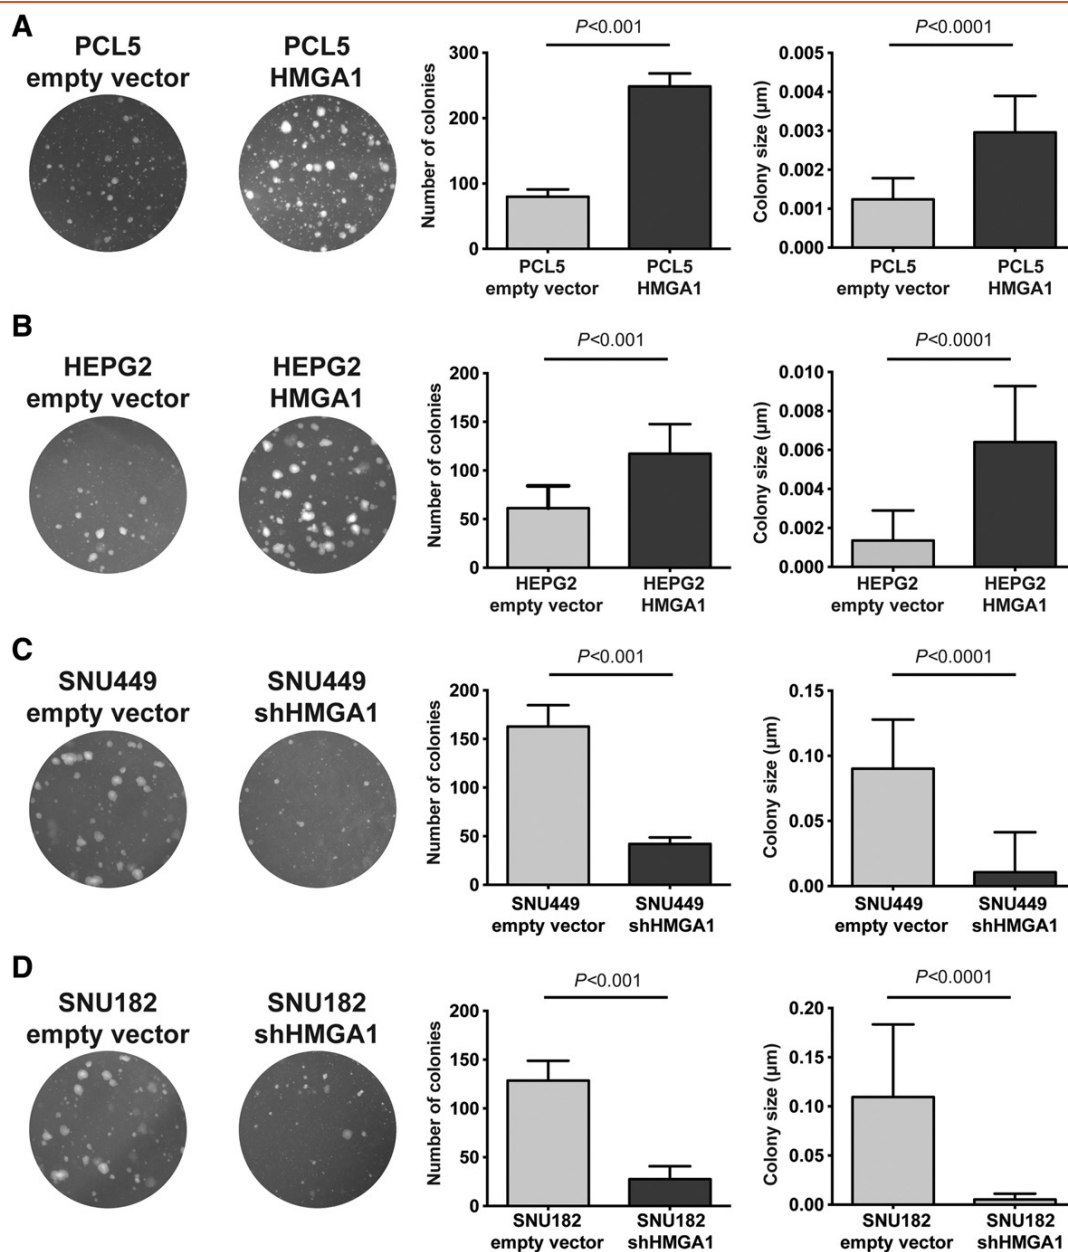 A
PCL5
empty vector
PCL5
HMGA1
P<0.001
Number of colonies
300
200
100
0
PCL5
empty vector
PCL5
HMGA1
P<0.0001
Colony size (µm)
0.005
0.004
0.003
0.002
0.001
0.000
PCL5
empty vector
PCL5
HMGA1
B
HEPG2
empty vector
HEPG2
HMGA1
P<0.001
Number of colonies
200
150
100
50
0
HEPG2
empty vector
HEPG2
HMGA1
P<0.0001
Colony size (µm)
0.010
0.008
0.006
0.004
0.002
0.000
HEPG2
empty vector
HEPG2
HMGA1
C
SNU449
empty vector
SNU449
shHMGA1
P<0.001
Number of colonies
200
150
100
50
0
SNU449
empty vector
SNU449
shHMGA1
P<0.0001
Colony size (µm)
0.15
0.10
0.05
0.00
SNU449
empty vector
SNU449
shHMGA1
D
SNU182
empty vector
SNU182
shHMGA1
P<0.001
Number of colonies
200
150
100
50
0
SNU182
empty vector
SNU182
shHMGA1
P<0.0001
Colony size (µm)
0.20
0.15
0.10
0.05
0.00
SNU182
empty vector
SNU182
shHMGA1